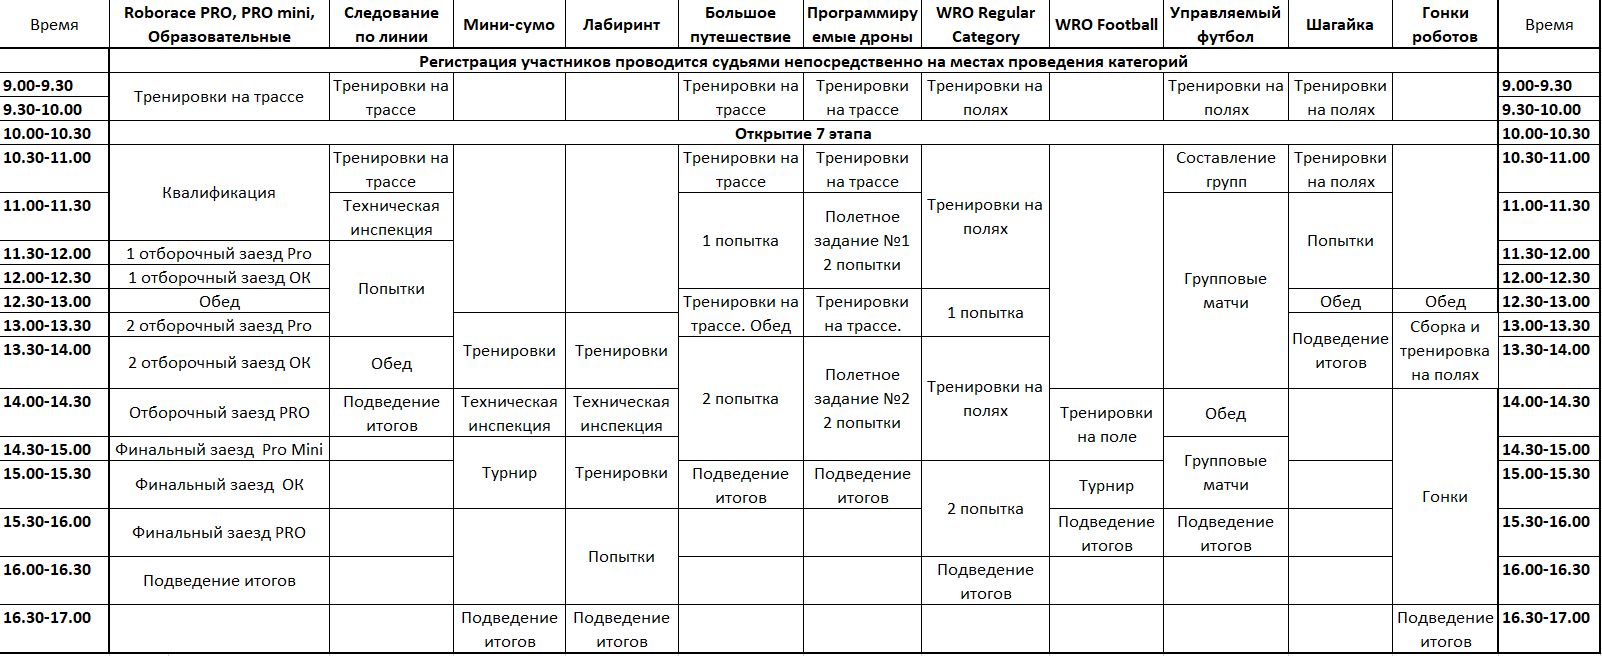 Время
Roborace PRO, PRO mini,
Образовательные
Следование
по линии
Мини-сумо
Лабиринт
Большое
путешествие
Программиру
емые дроны
WRO Regular
Category
WRO Football
Управляемый
футбол
Шагайка
Гонки
роботов
Время
Регистрация участников проводится судьями непосредственно на местах проведения категорий
9.00-9.30
Тренировки на трассе
Тренировки на
трассе
Тренировки на
трассе
Тренировки
на трассе
Тренировки на
полях
Тренировки на
полях
Тренировки
на полях
9.00-9.30
9.30-10.00
9.30-10.00
10.00-10.30
Открытие 7 этапа
10.00-10.30
10.30-11.00
Квалификация
Тренировки на
трассе
Тренировки на
трассе
Тренировки
на трассе
Тренировки на
полях
Составление
групп
Тренировки
на полях
10.30-11.00
11.00-11.30
Техническая
инспекция
1 попытка
Полетное
задание №1
2 попытки
Групповые
матчи
Попытки
11.00-11.30
11.30-12.00
1 отборочный заезд Pro
Попытки
11.30-12.00
12.00-12.30
1 отборочный заезд ОК
12.00-12.30
12.30-13.00
Обед
Тренировки на
трассе. Обед
Тренировки
на трассе.
1 попытка
Обед
Обед
12.30-13.00
13.00-13.30
2 отборочный заезд Pro
Тренировки
Тренировки
Подведение
итогов
Сборка и
тренировка
на полях
13.00-13.30
13.30-14.00
2 отборочный заезд ОК
Обед
2 попытка
Полетное
задание №2
2 попытки
Тренировки на
полях
13.30-14.00
14.00-14.30
Отборочный заезд PRO
Подведение
итогов
Техническая
инспекция
Техническая
инспекция
Тренировки
на поле
Обед
Гонки
14.00-14.30
14.30-15.00
Финальный заезд  Pro Mini
Турнир
Тренировки
Групповые
матчи
14.30-15.00
15.00-15.30
Финальный заезд  ОК
Подведение
итогов
Подведение
итогов
2 попытка
Турнир
15.00-15.30
15.30-16.00
Финальный заезд PRO
Попытки
Подведение
итогов
Подведение
итогов
15.30-16.00
16.00-16.30
Подведение итогов
Подведение
итогов
16.00-16.30
16.30-17.00
Подведение
итогов
Подведение
итогов
Подведение
итогов
16.30-17.00